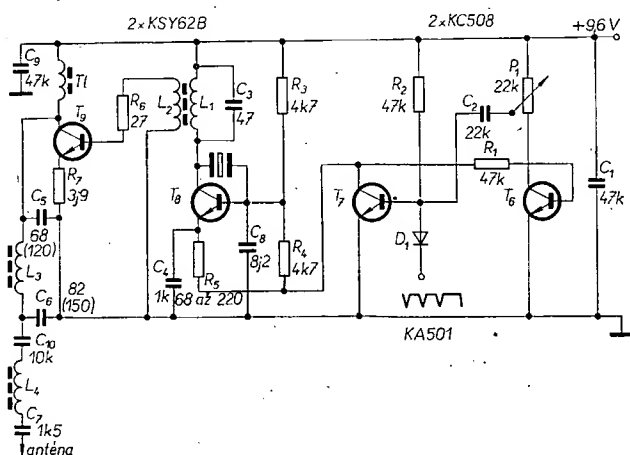 2×KSY62B
2×KC508
+9,6 V
C9
47k
Tl
T9
R6
27
L2
L1
C3
47
R3
4k7
R2
47k
C2
22k
P1
22k
R1
47k
C1
47k
R7
3j9
C5
68
(120)
L3
T8
C8
8j2
R4
4k7
T7
T6
D1
C4
1k
R5
68 až 220
82
(150)
C6
C10
10k
KA501
L4
C7
1k5
anténa